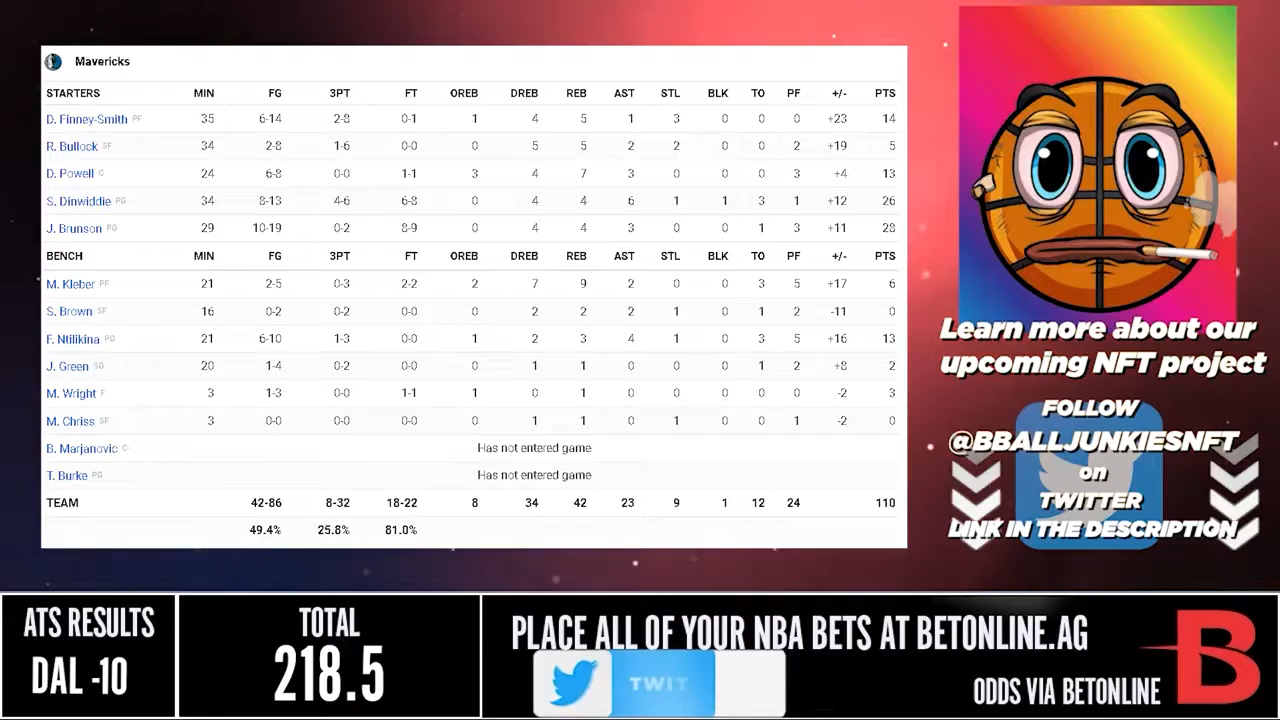 Mavericks
STARTERS MIN FG 3PT FT OREB DREB REB AST STL BLK TO PF +/- PTS
D. Finney-Smith PF 35 6-14 2-8 0-1 1 4 5 1 3 0 0 0 +23 14
R. Bullock SF 34 2-8 1-6 0-0 0 5 5 2 2 0 0 2 +19 5
D. Powell C 24 6-8 0-0 1-1 3 4 7 3 0 0 0 3 +4 13
S. Dinwiddie PG 34 8-13 4-6 6-8 0 4 4 6 1 1 3 1 +12 26
J. Brunson PG 29 10-19 0-2 8-9 0 4 4 3 0 0 1 3 +11 28
BENCH MIN FG 3PT FT OREB DREB REB AST STL BLK TO PF +/- PTS
M. Kleber PF 21 2-5 0-3 2-2 2 7 9 2 0 0 3 5 +17 6
S. Brown SF 16 0-2 0-2 0-0 0 2 2 2 1 0 1 2 -11 0
F. Ntilikina PG 21 6-10 1-3 0-0 1 2 3 4 1 0 3 5 +16 13
J. Green SG 20 1-4 0-2 0-0 0 1 1 0 0 0 1 2 +8 2
M. Wright F 3 1-3 0-0 1-1 1 0 1 0 0 0 0 0 -2 3
M. Chriss SF 3 0-0 0-0 0-0 0 1 1 0 1 0 0 1 -2 0
B. Marjanovic C Has not entered game
T. Burke PG Has not entered game
TEAM 42-86 8-32 18-22 8 34 42 23 9 1 12 24 110
49.4% 25.8% 81.0%
Learn more about our
upcoming NFT project
FOLLOW
@BBALLJUNKIESNFT
on
TWITTER
LINK IN THE DESCRIPTION
ATS RESULTS
DAL -10
TOTAL
218.5
PLACE ALL OF YOUR NBA BETS AT BETONLINE.AG
TWIT
ODDS VIA BETONLINE
B